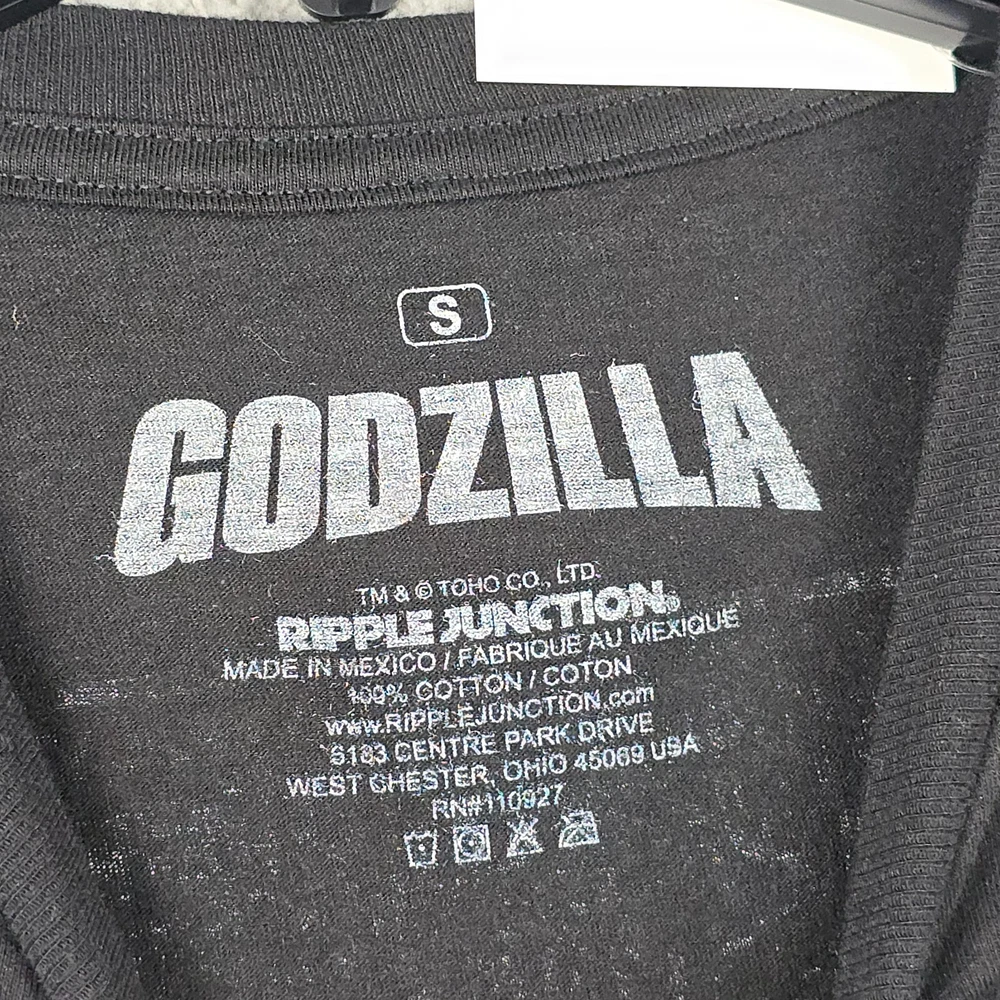 S
GODZILLA
TM & © TOHO CO., LTD.
RIPPLE JUNCTION®
MADE IN MEXICO / FABRIQUE AU MEXIQUE
100% COTTON / COTON
www.RIPPLEJUNCTION.com
6183 CENTRE PARK DRIVE
WEST CHESTER, OHIO 45069 USA
RN#110927